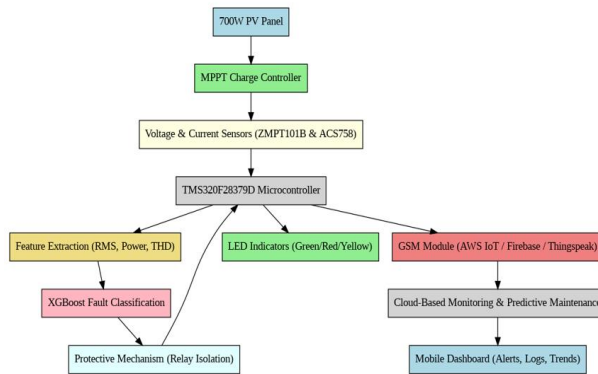 700W PV Panel
MPPT Charge Controller
Voltage & Current Sensors (ZMPT101B & ACS758)
TMS320F28379D Microcontroller
Feature Extraction (RMS, Power, THD)
LED Indicators (Green/Red/Yellow)
GSM Module (AWS IoT / Firebase / Thingspeak)
XGBoost Fault Classification
Cloud-Based Monitoring & Predictive Maintenance
Protective Mechanism (Relay Isolation)
Mobile Dashboard (Alerts, Logs, Trends)